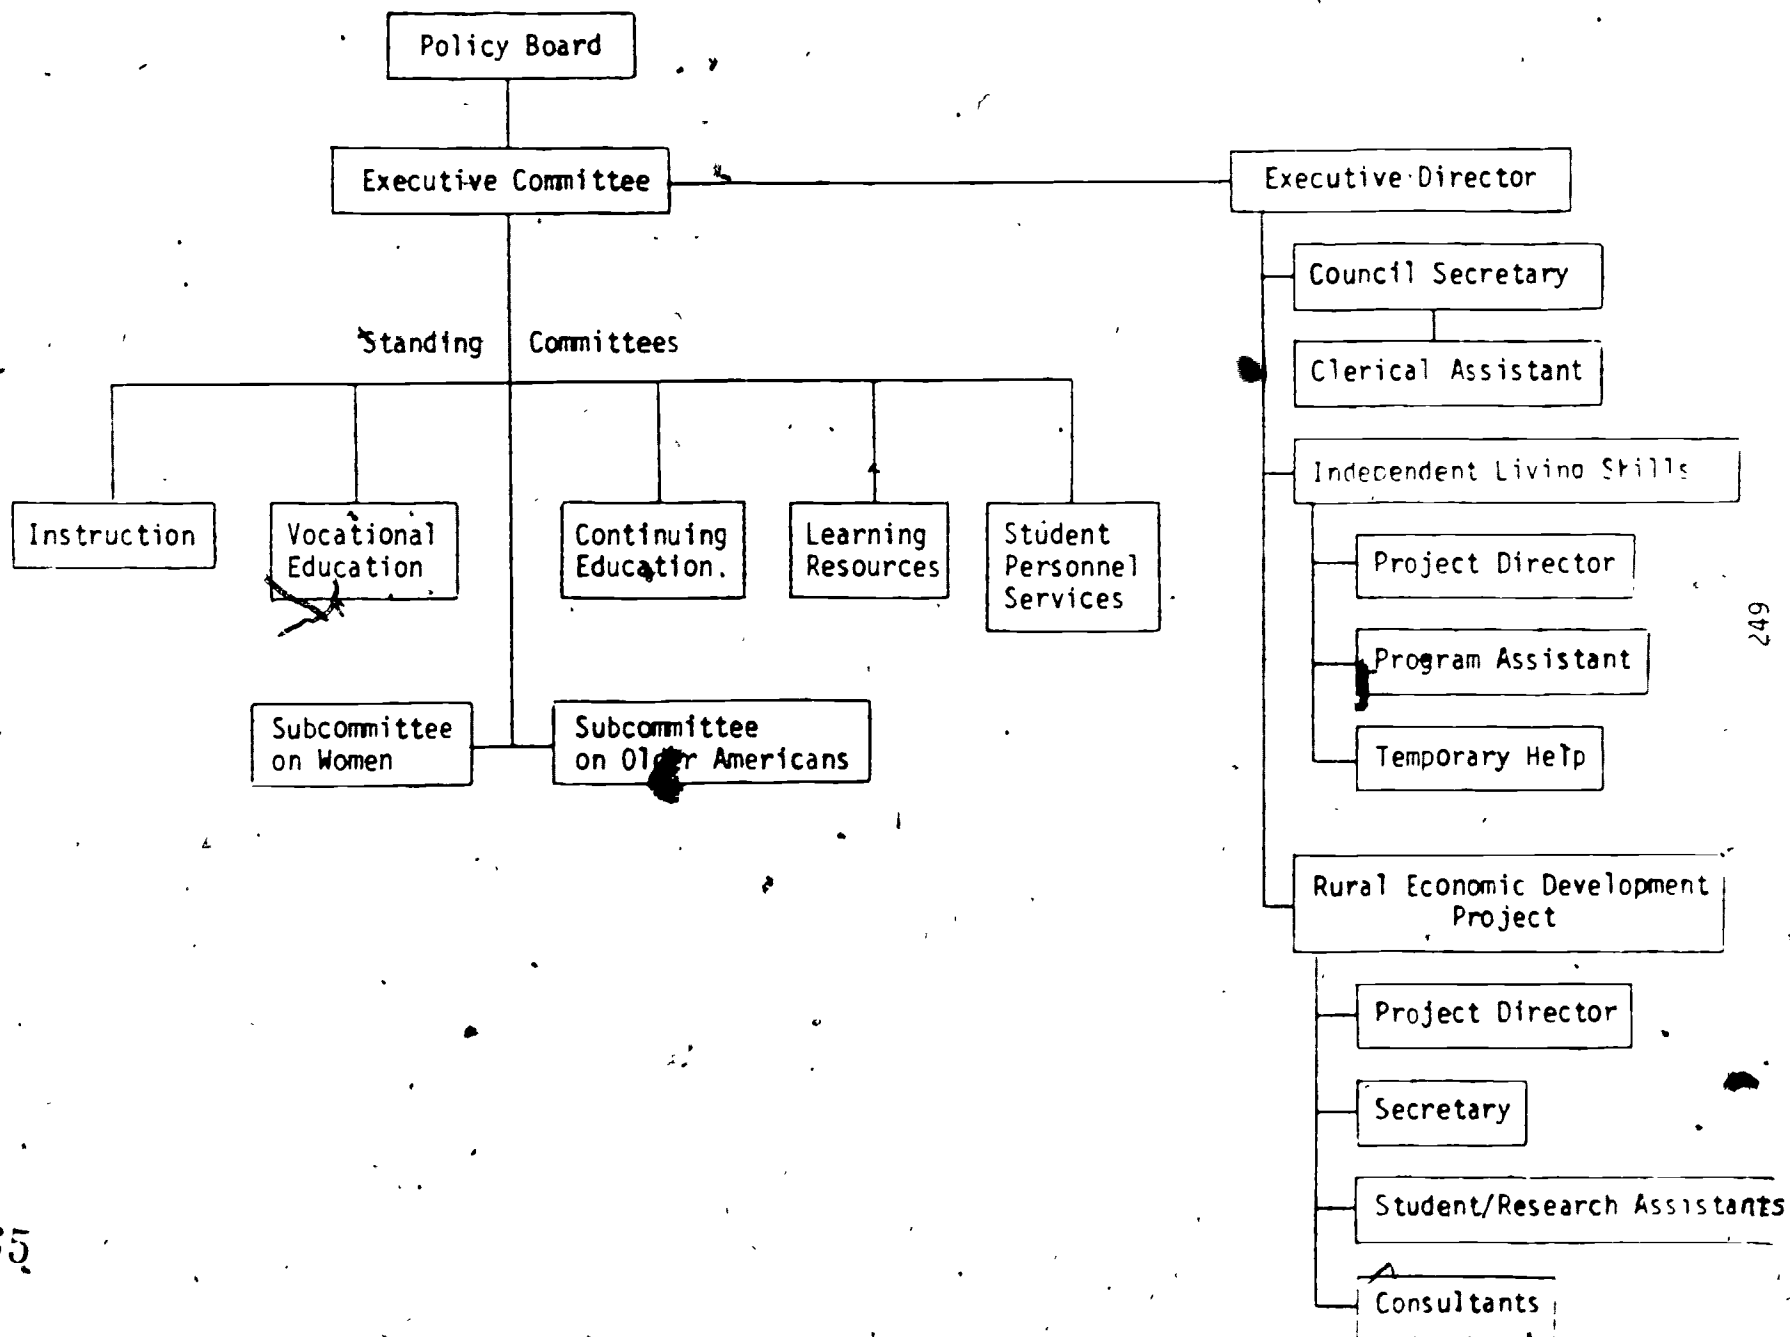 Policy Board
Executive Committee
Executive Director
Council Secretary
Standing Committees
Clerical Assistant
Independent Living Skills
Instruction
Vocational
Education
Continuing
Education.
Learning
Resources
Student
Personnel
Services
Project Director
249
Program Assistant
Temporary Help
Subcommittee
on Women
Subcommittee
on Older Americans
Rural Economic Development
Project
Project Director
Secretary
Student/Research Assistants
Consultants